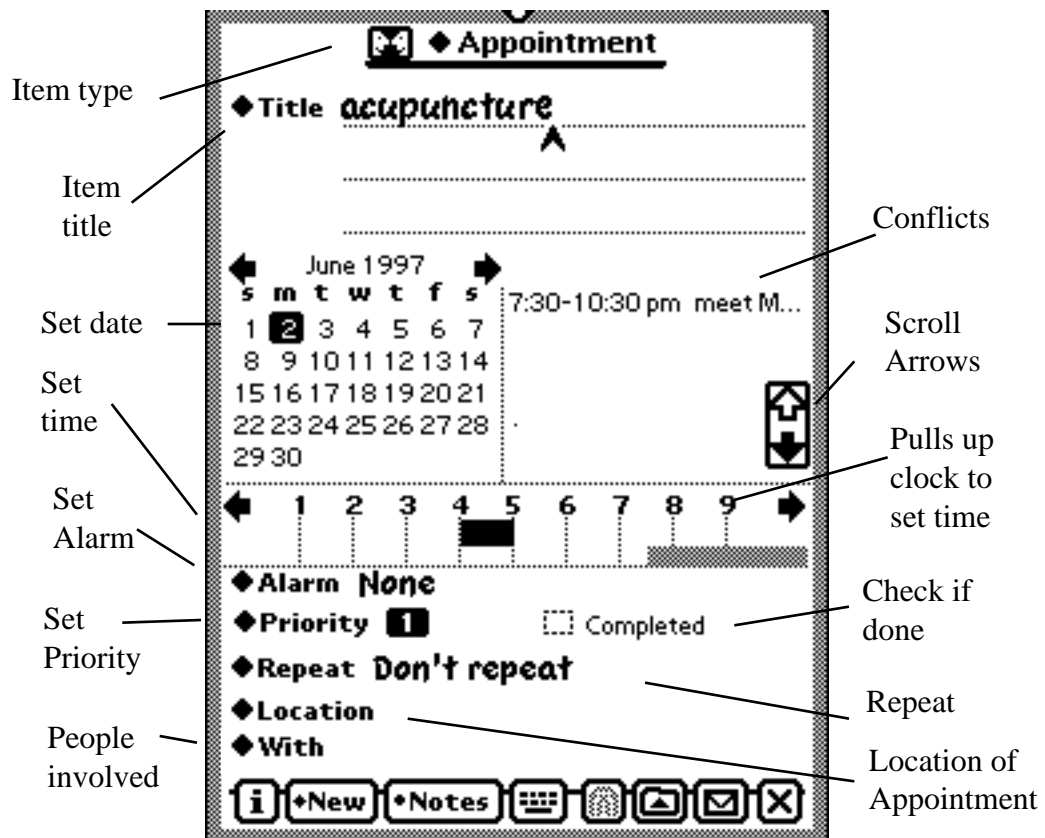 Appointment
Item type
Title acupuncture
Item
title
Conflicts
June 1997
s m t w t f s
7:30-10:30 pm meet M...
Set date
1 2 3 4 5 6 7
8 9 10 11 12 13 14
15 16 17 18 19 20 21
22 23 24 25 26 27 28
29 30
Scroll
Arrows
Set
time
Pulls up
clock to
set time
1 2 3 4 5 6 7 8 9
Set
Alarm
Alarm None
Check if
done
Priority 1 Completed
Set
Priority
Repeat Don't repeat
Repeat
Location
People
involved
With
Location of
Appointment
i New Notes